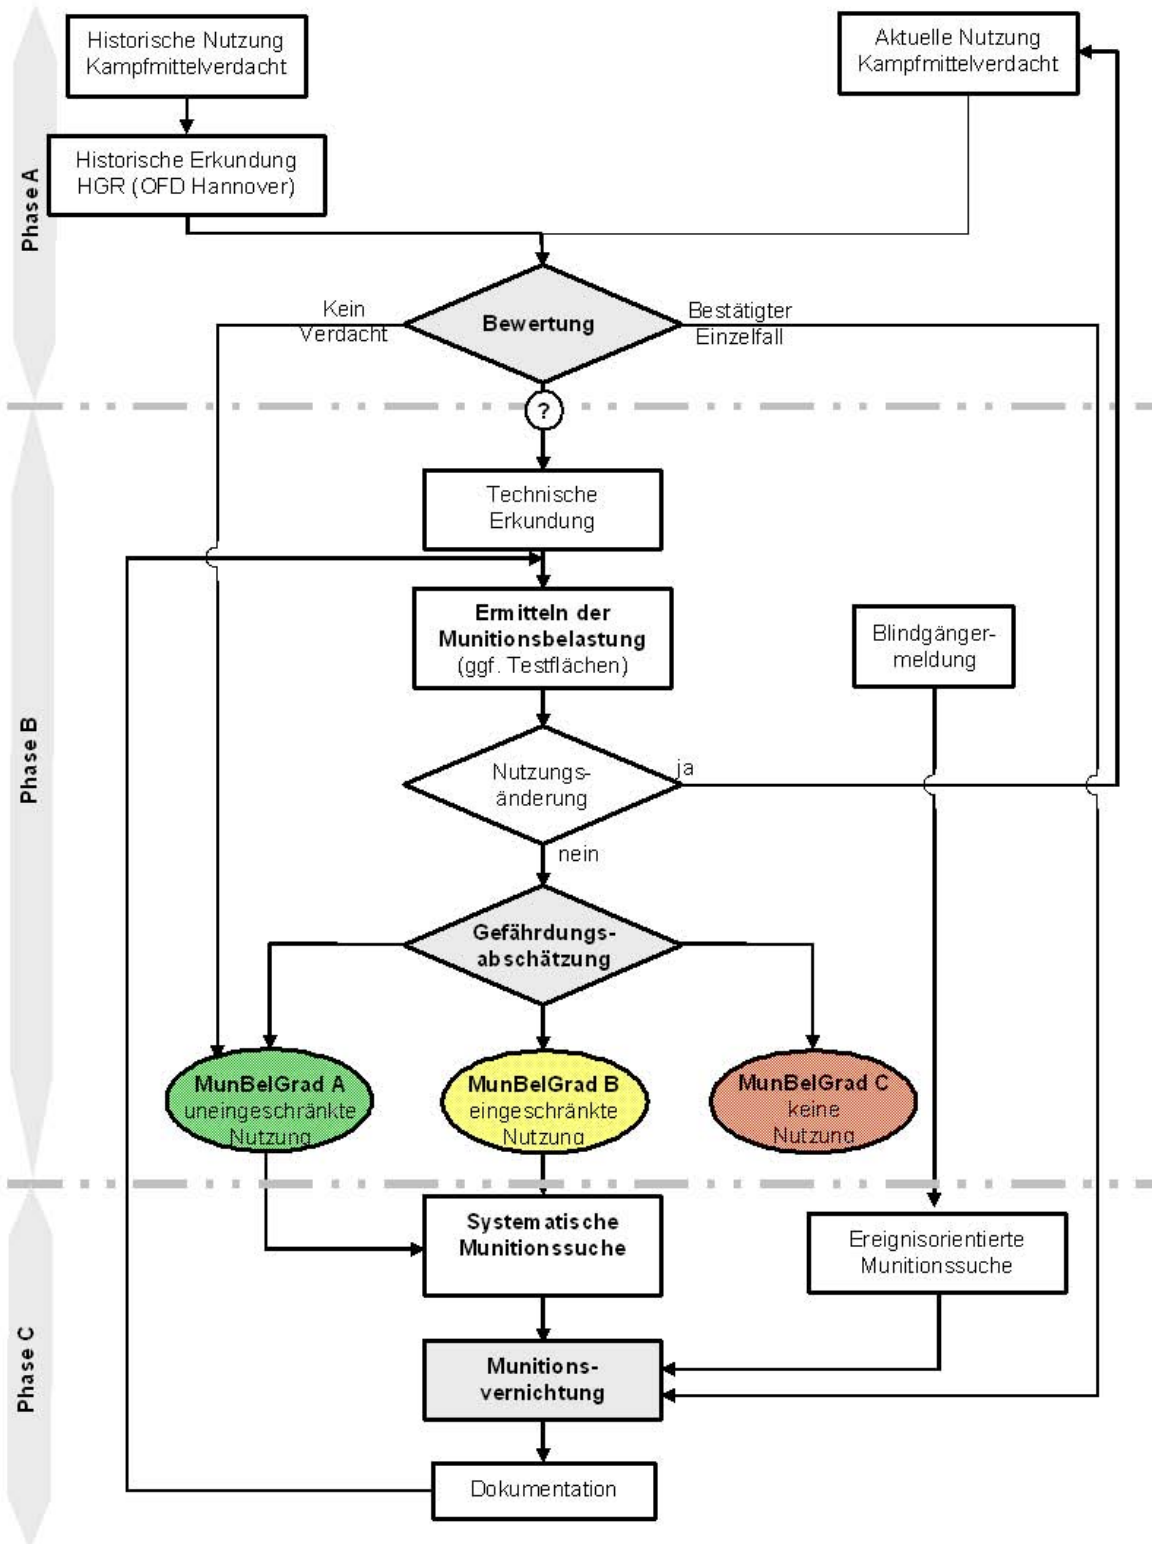 Historische Nutzung
Kampfmittelverdacht
Aktuelle Nutzung
Kampfmittelverdacht
Historische Erkundung
HGR (OFD Hannover)
Phase A
Kein
Verdacht
Bewertung
Bestätigter
Einzelfall
?
Technische
Erkundung
Ermitteln der
Munitionsbelastung
(ggf. Testflächen)
Blindgänger-
meldung
Phase B
Nutzungs-
änderung
ja
nein
Gefährdungs-
abschätzung
MunBelGrad A
uneingeschränkte
Nutzung
MunBelGrad B
eingeschränkte
Nutzung
MunBelGrad C
keine
Nutzung
Systematische
Munitionssuche
Ereignisorientierte
Munitionssuche
Phase C
Munitions-
vernichtung
Dokumentation